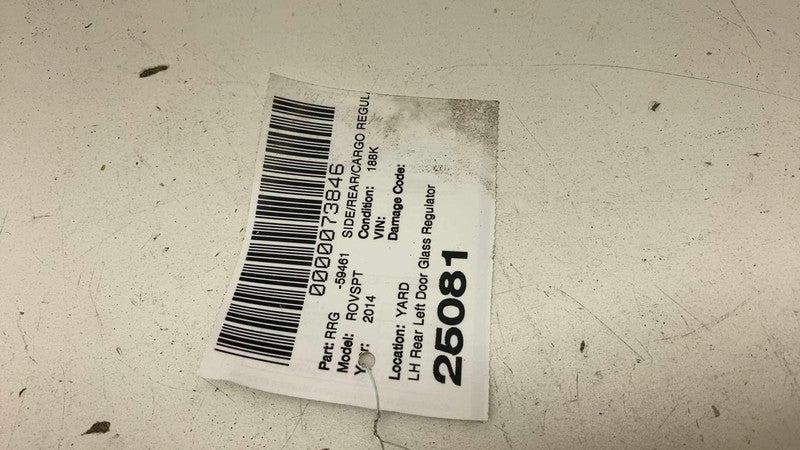 0000073846
Part: RRG -59461 SIDE/REAR/CARGO REGUL
Model: ROVSPT Condition: 188K
Year: 2014 VIN:
Damage Code:
Location: YARD
LH Rear Left Door Glass Regulator
25081